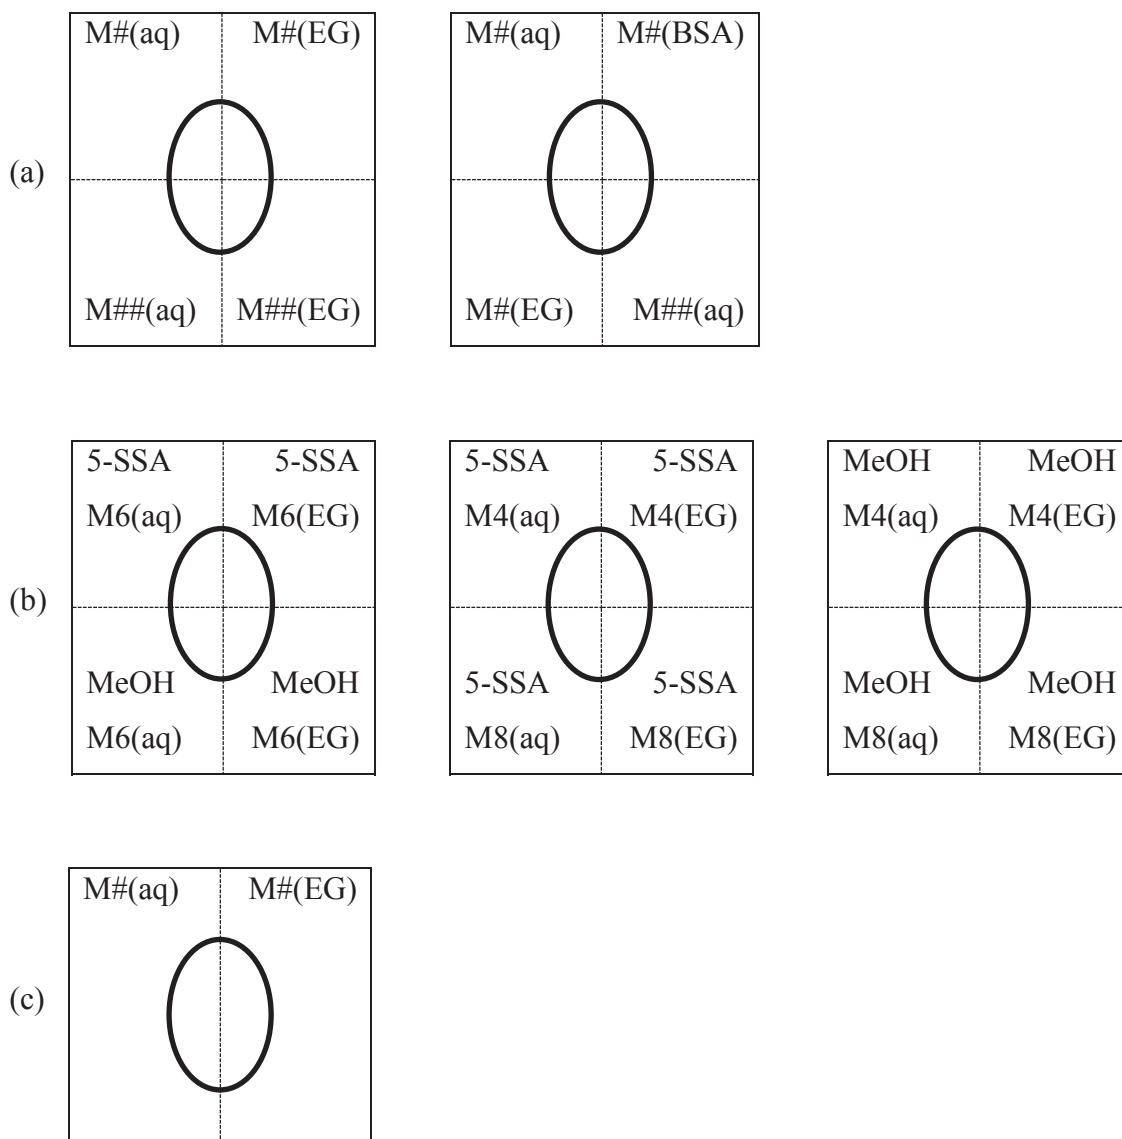 M#(aq) M#(EG) M#(aq) M#(BSA)
(a)
M##(aq) M##(EG) M#(EG) M##(aq)
5-SSA 5-SSA 5-SSA 5-SSA MeOH MeOH
M6(aq) M6(EG) M4(aq) M4(EG) M4(aq) M4(EG)
(b)
MeOH MeOH 5-SSA 5-SSA MeOH MeOH
M6(aq) M6(EG) M8(aq) M8(EG) M8(aq) M8(EG)
M#(aq) M#(EG)
(c)